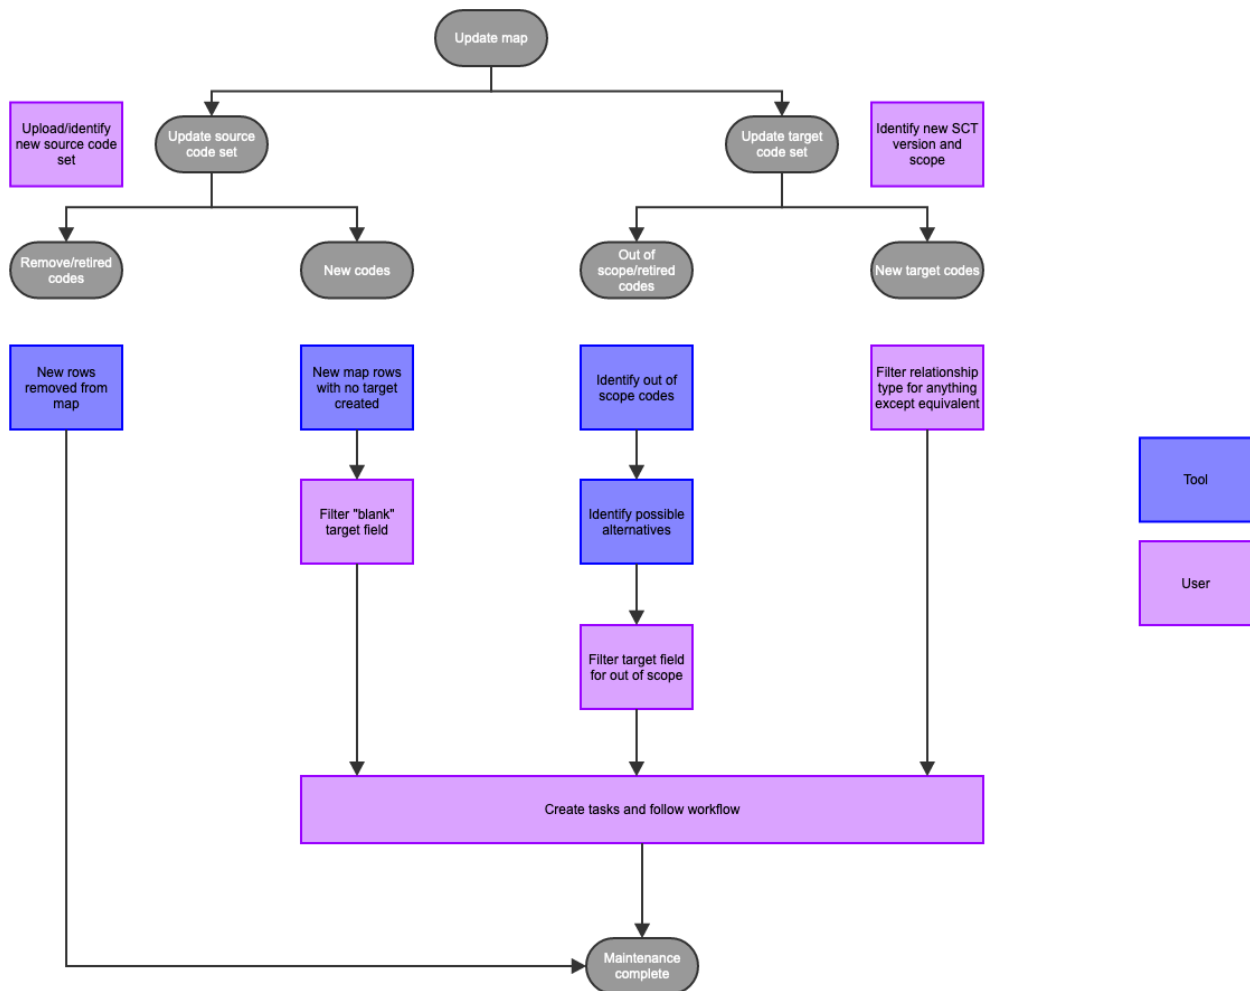 Update map
Upload/identify
new source code
set
Update source
code set
Update target
code set
Identify new SCT
version and
scope
Remove/retired
codes
New codes
Out of
scope/retired
codes
New target codes
New rows
removed from
map
New map rows
with no target
created
Identify out of
scope codes
Filter relationship
type for anything
except equivalent
Tool
Filter "blank"
target field
Identify possible
alternatives
User
Filter target field
for out of scope
Create tasks and follow workflow
Maintenance
complete